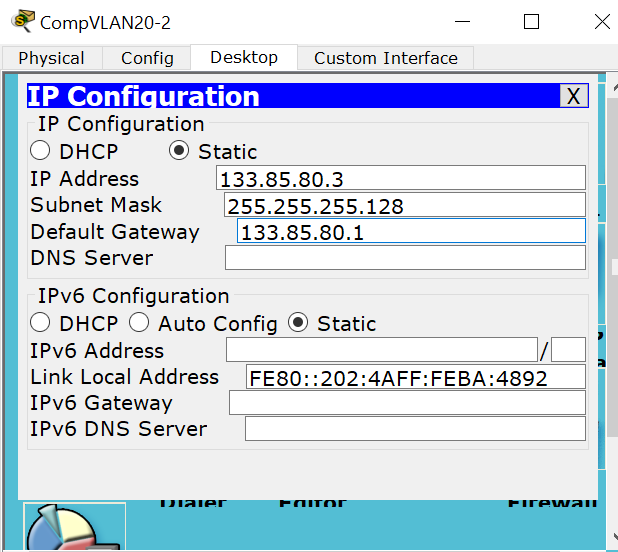 CompVLAN20-2
Physical Config Desktop Custom Interface
IP Configuration X
IP Configuration
DHCP Static
IP Address 133.85.80.3
Subnet Mask 255.255.255.128
Default Gateway 133.85.80.1
DNS Server
IPv6 Configuration
DHCP Auto Config Static
IPv6 Address /
Link Local Address FE80::202:4AFF:FEBA:4892
IPv6 Gateway
IPv6 DNS Server
Dialer Editor Firewall